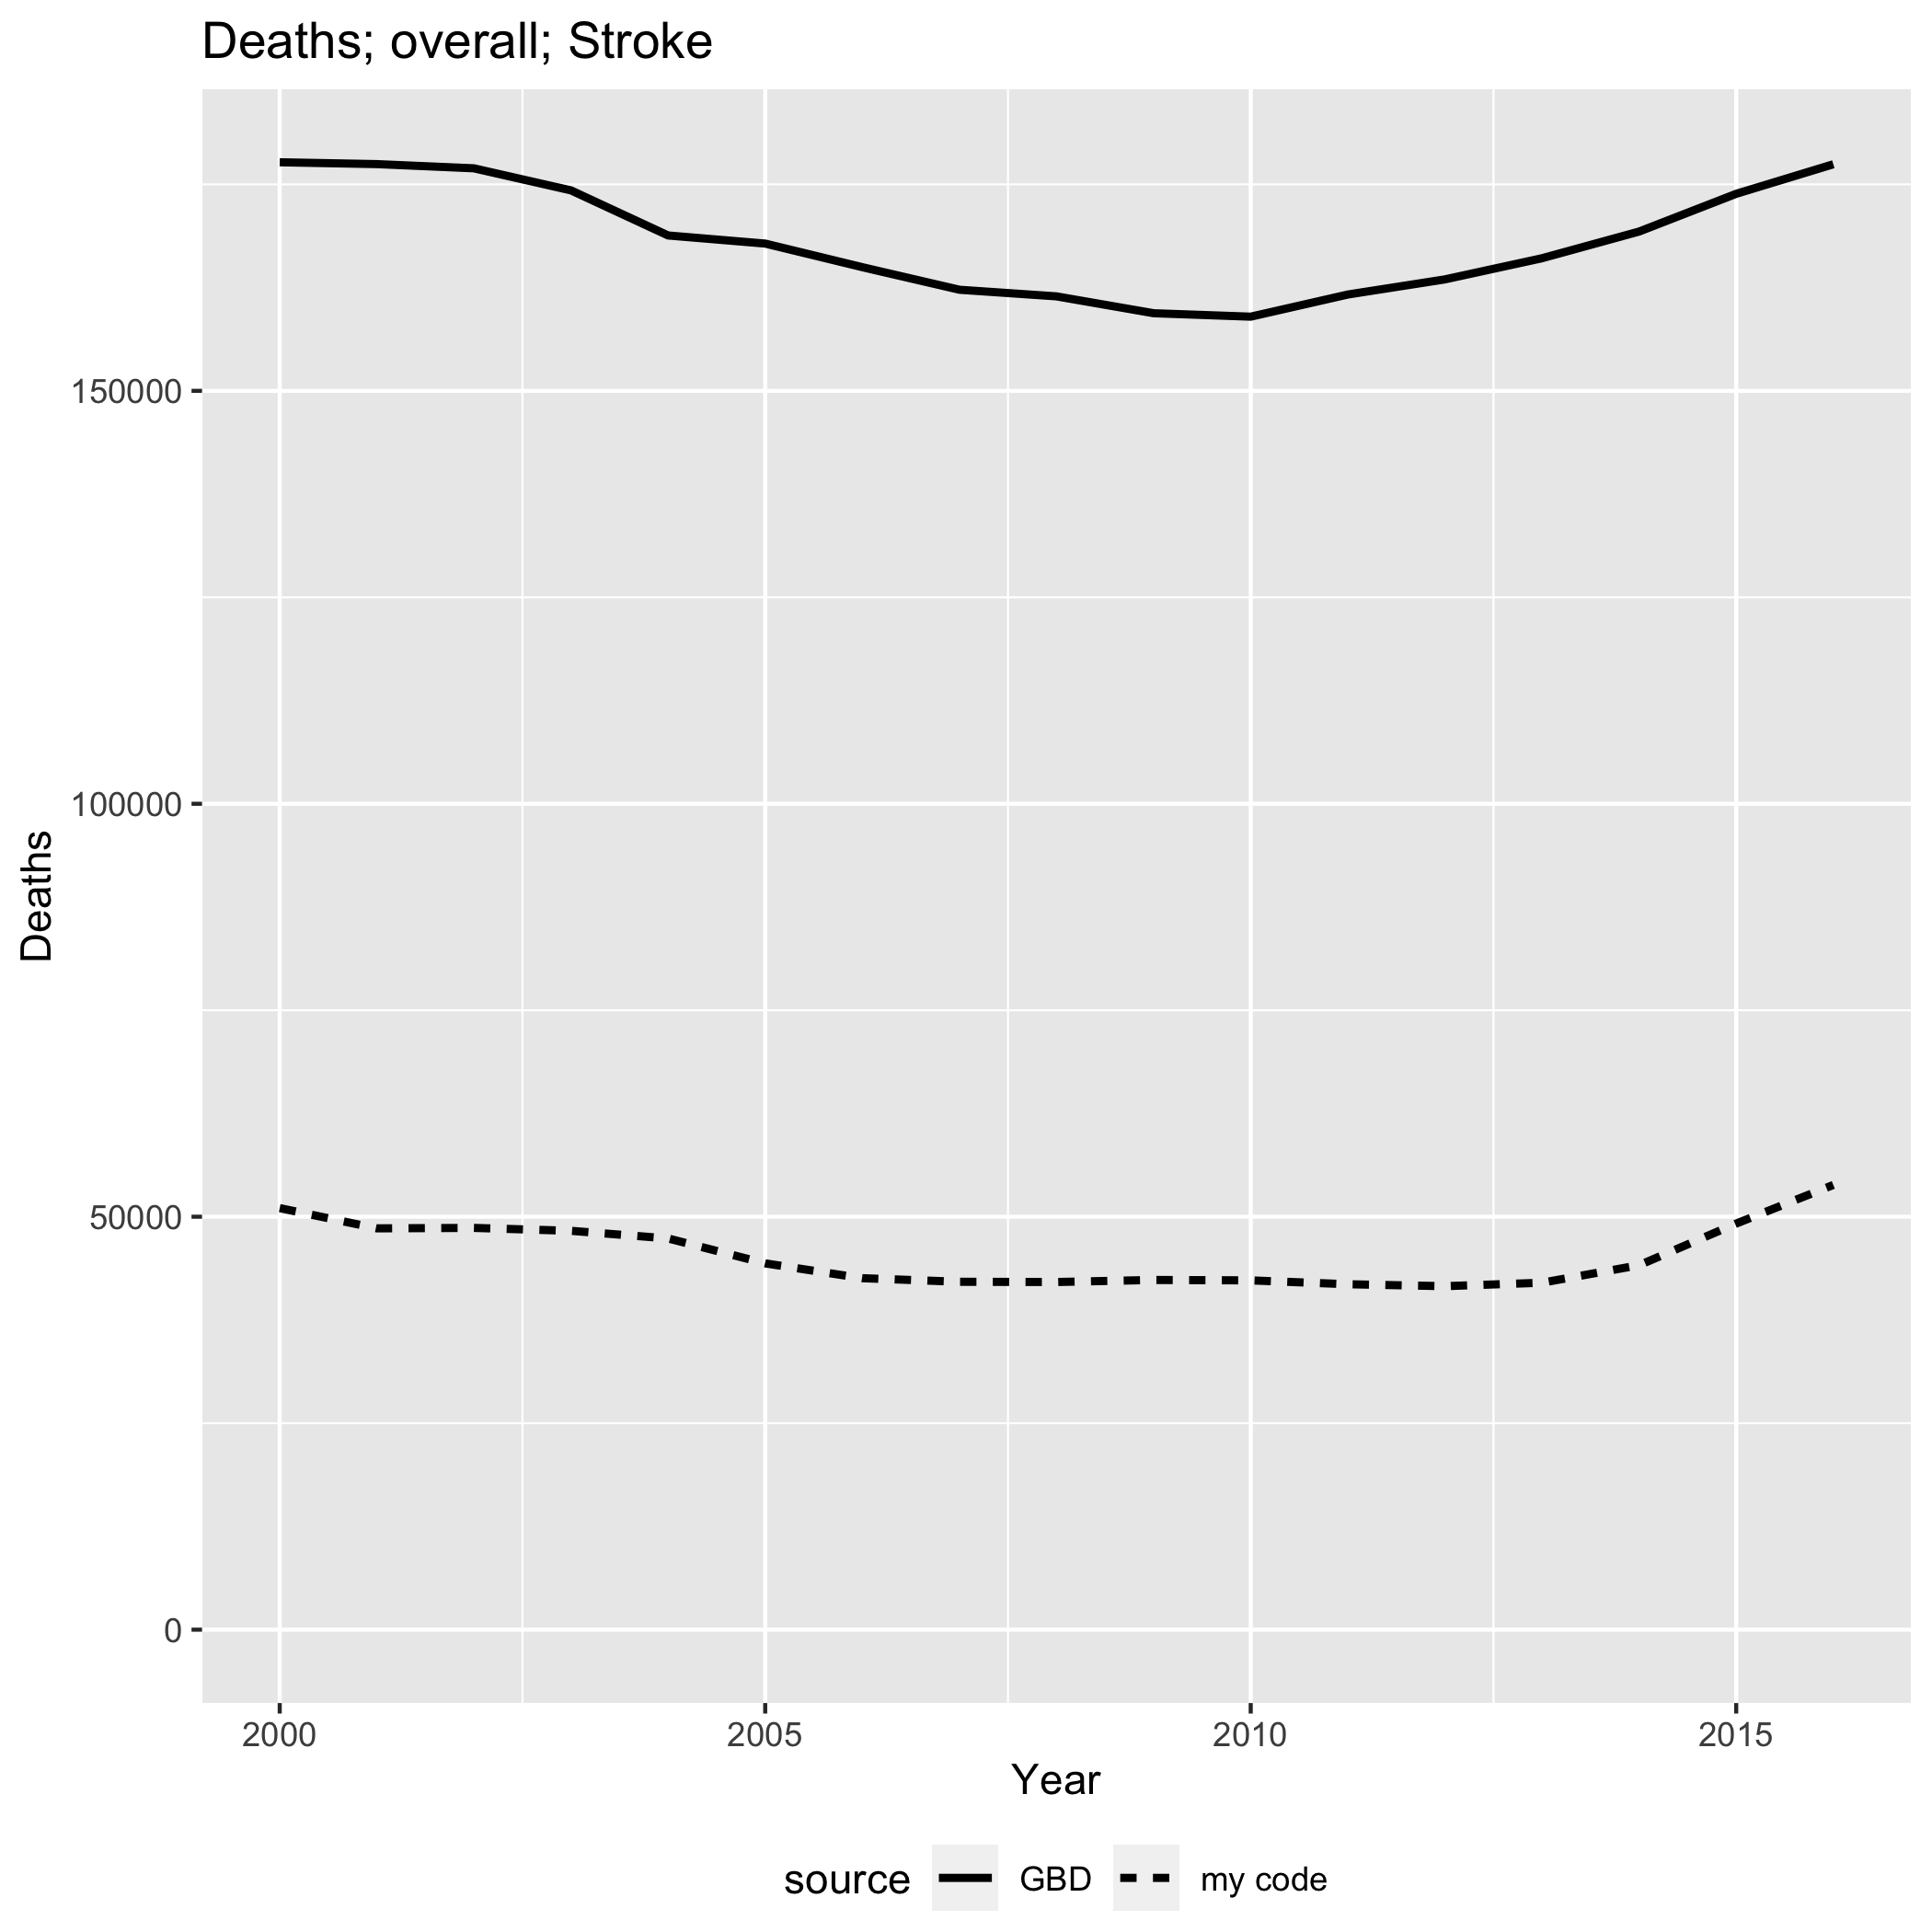 Deaths; overall; Stroke
Deaths
150000
100000
50000
0
2000 2005 2010 2015
Year
source GBD my code